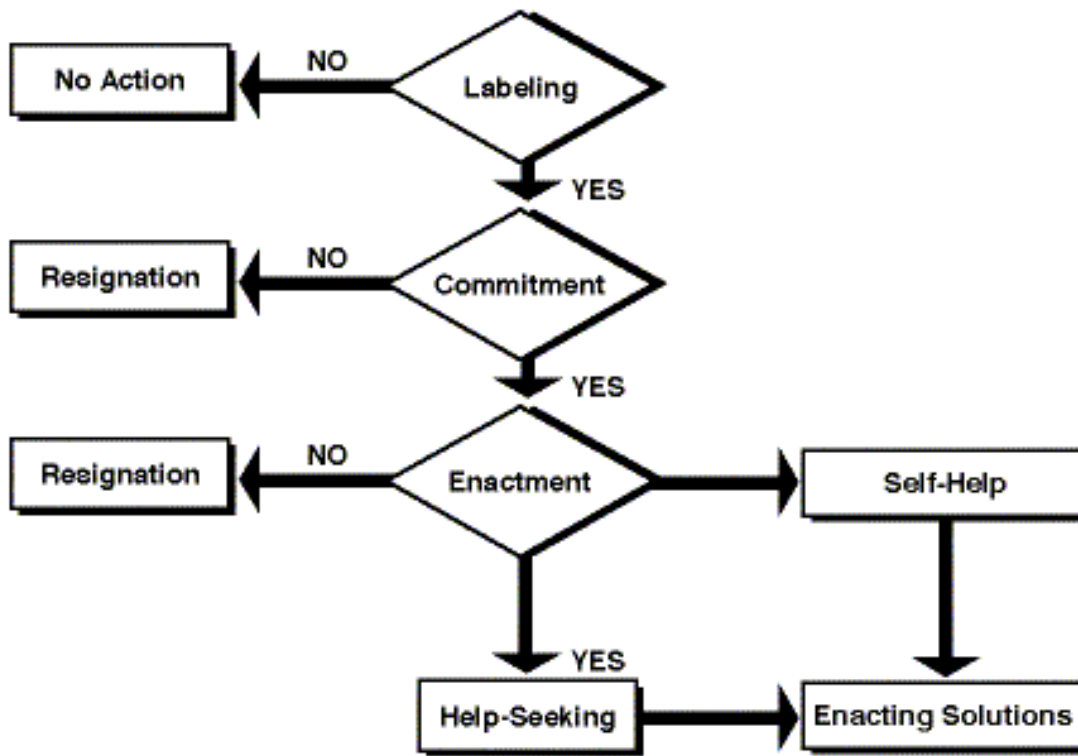 NO
No Action
Labeling
YES
NO
Resignation
Commitment
YES
NO
Resignation
Enactment
Self-Help
YES
Help-Seeking
Enacting Solutions